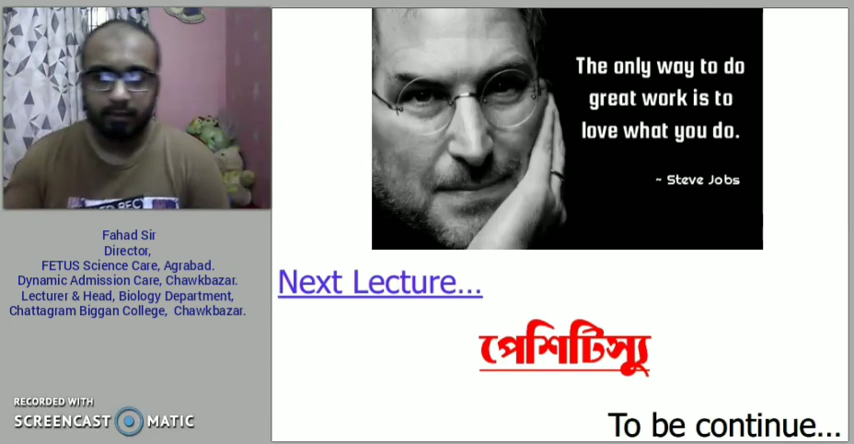 The only way to do
great work is to
love what you do.
~ Steve Jobs
Fahad Sir
Director,
FETUS Science Care, Agrabad.
Dynamic Admission Care, Chawkbazar.
Lecturer & Head, Biology Department,
Chattagram Biggan College, Chawkbazar.
Next Lecture...
পেশিটিস্যু
RECORDED WITH
SCREENCAST MATIC
To be continue...